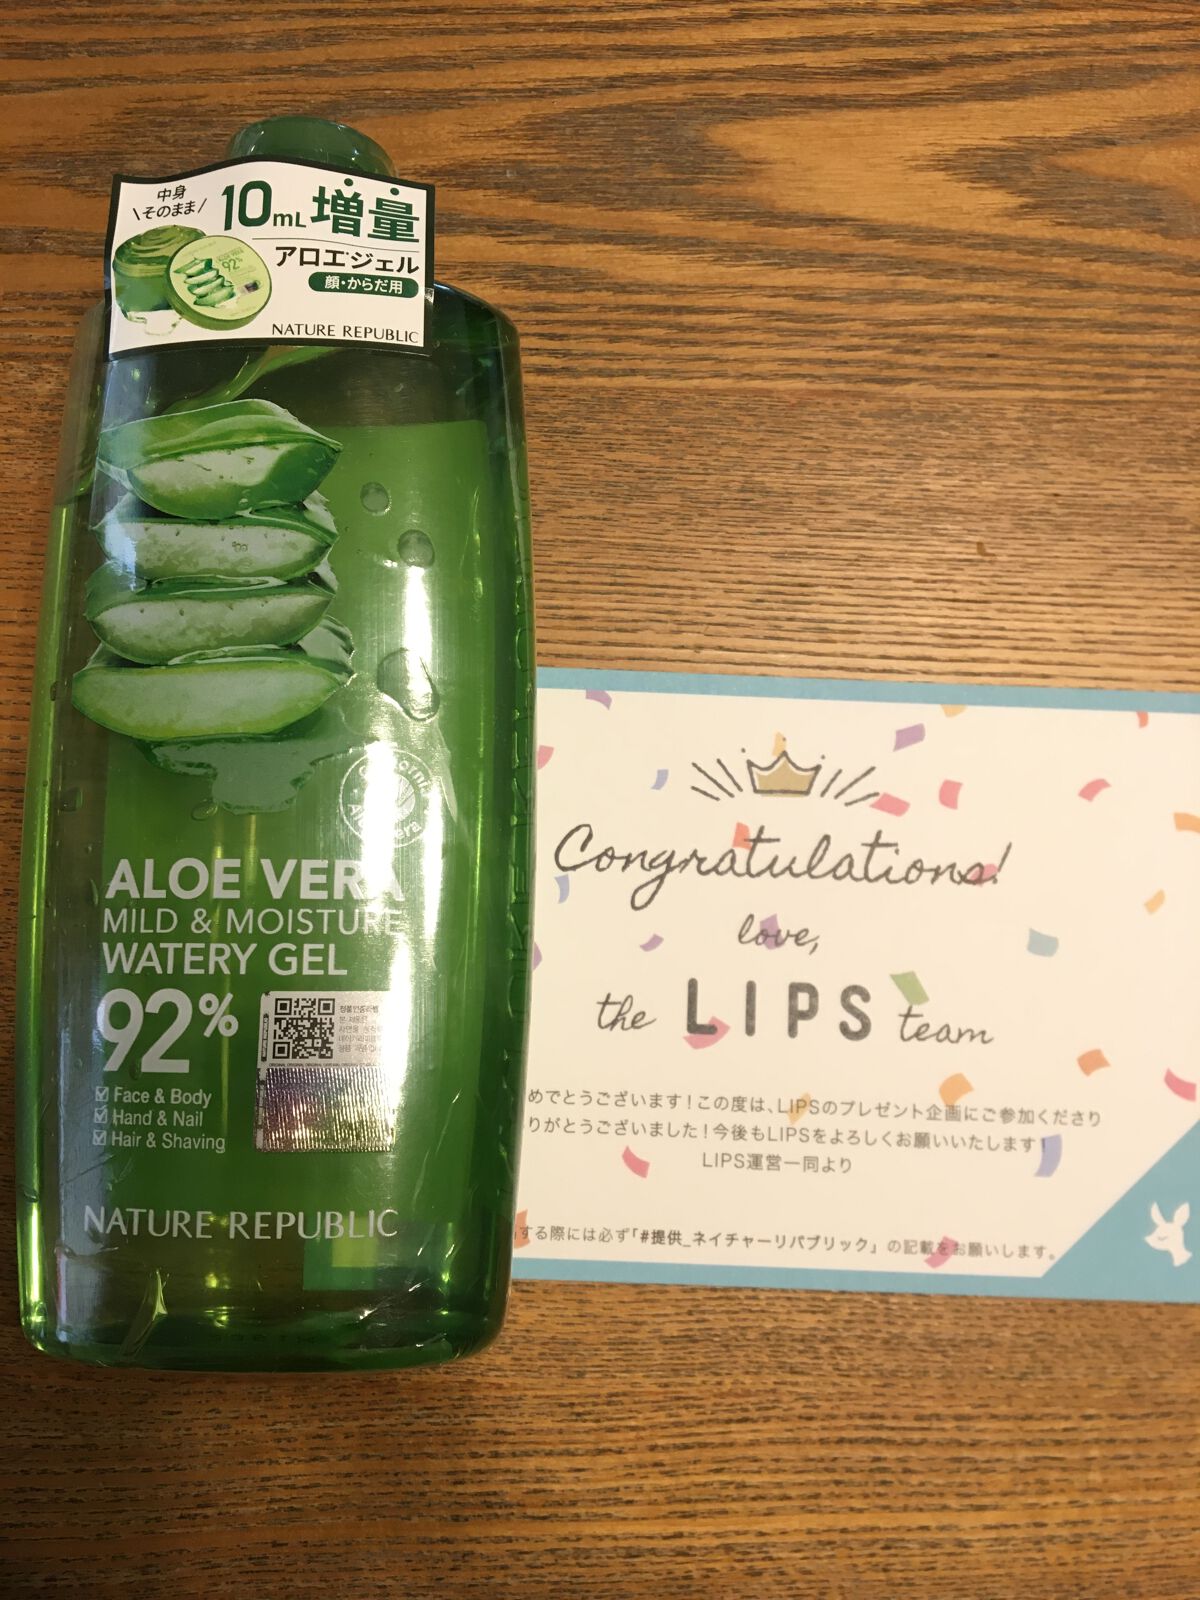 中身
\そのまま/
10mL増量
アロエジェル
顔・からだ用
NATURE REPUBLIC
92%
ALOE VERA
MILD & MOISTURE
WATERY GEL
92%
Face & Body
Hand & Nail
Hair & Shaving
NATURE REPUBLIC
Congratulations!
love,
the LIPS team
めでとうございます！この度は、LIPSのプレゼント企画にご参加くださり
りがとうございました！今後もLIPSをよろしくお願いいたします！
LIPS運営一同より
する際には必ず「#提供_ネイチャーリパブリック」の記載をお願いします。